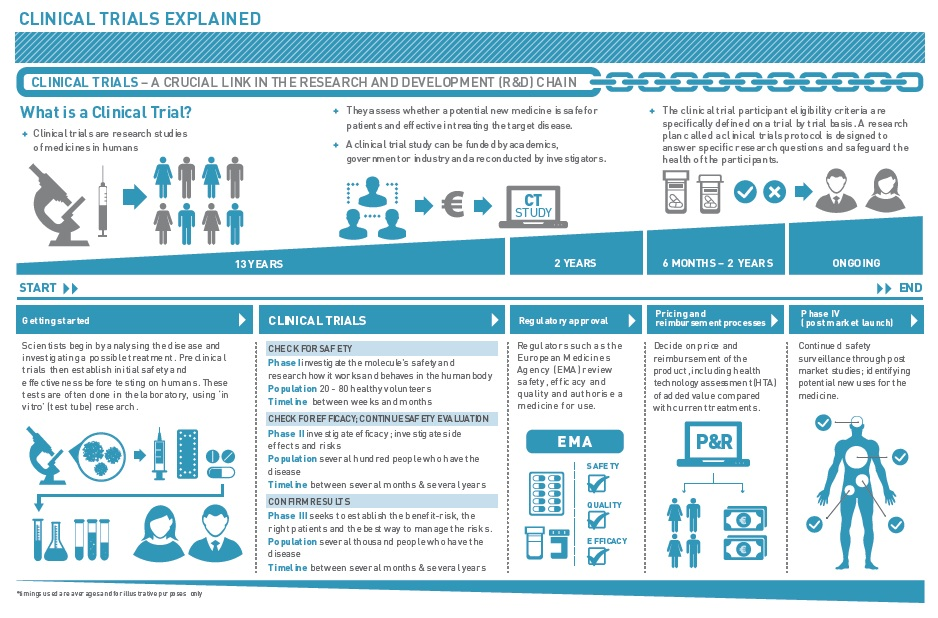 CLINICAL TRIALS EXPLAINED
CLINICAL TRIALS – A CRUCIAL LINK IN THE RESEARCH AND DEVELOPMENT (R&D) CHAIN
What is a Clinical Trial?
Clinical trials are research studies
of medicines in humans
They assess whether a potential new medicine is safe for
patients and effective in treating the target disease.
A clinical trial study can be funded by academics,
government or industry and are conducted by investigators.
The clinical trial participant eligibility criteria are
specifically defined on a trial by trial basis. A research
plan called a clinical trials protocol is designed to
answer specific research questions and safeguard the
health of the participants.
€
CT
STUDY
13 YEARS
2 YEARS
6 MONTHS – 2 YEARS
ONGOING
START
END
Getting started
Scientists begin by analysing the disease and
investigating a possible treatment. Pre clinical
trials then establish initial safety and
effectiveness before testing on humans. These
tests are often done in the laboratory, using 'in
vitro' (test tube) research.
CLINICAL TRIALS
CHECK FOR SAFETY
Phase I investigate the molecule's safety and
research how it works and behaves in the human body
Population 20 - 80 healthy volunteers
Timeline between weeks and months
CHECK FOR EFFICACY; CONTINUE SAFETY EVALUATION
Phase II investigate efficacy; investigate side
effects and risks
Population several hundred people who have the
disease
Timeline between several months & several years
CONFIRM RESULTS
Phase III seeks to establish the benefit-risk, the
right patients and the best way to manage the risks.
Population several thousand people who have the
disease
Timeline between several months & several years
Regulatory approval
Regulators such as the
European Medicines
Agency (EMA) review
safety, efficacy and
quality and authorise a
medicine for use.
EMA
SAFETY
QUALITY
EFFICACY
Pricing and
reimbursement processes
Decide on price and
reimbursement of the
product, including health
technology assessment (HTA)
of added value compared
with current treatments.
P&R
€
€
Phase IV
(post market launch)
Continued safety
surveillance through post
market studies; identifying
potential new uses for the
medicine.
*timings used are averages and for illustrative purposes only